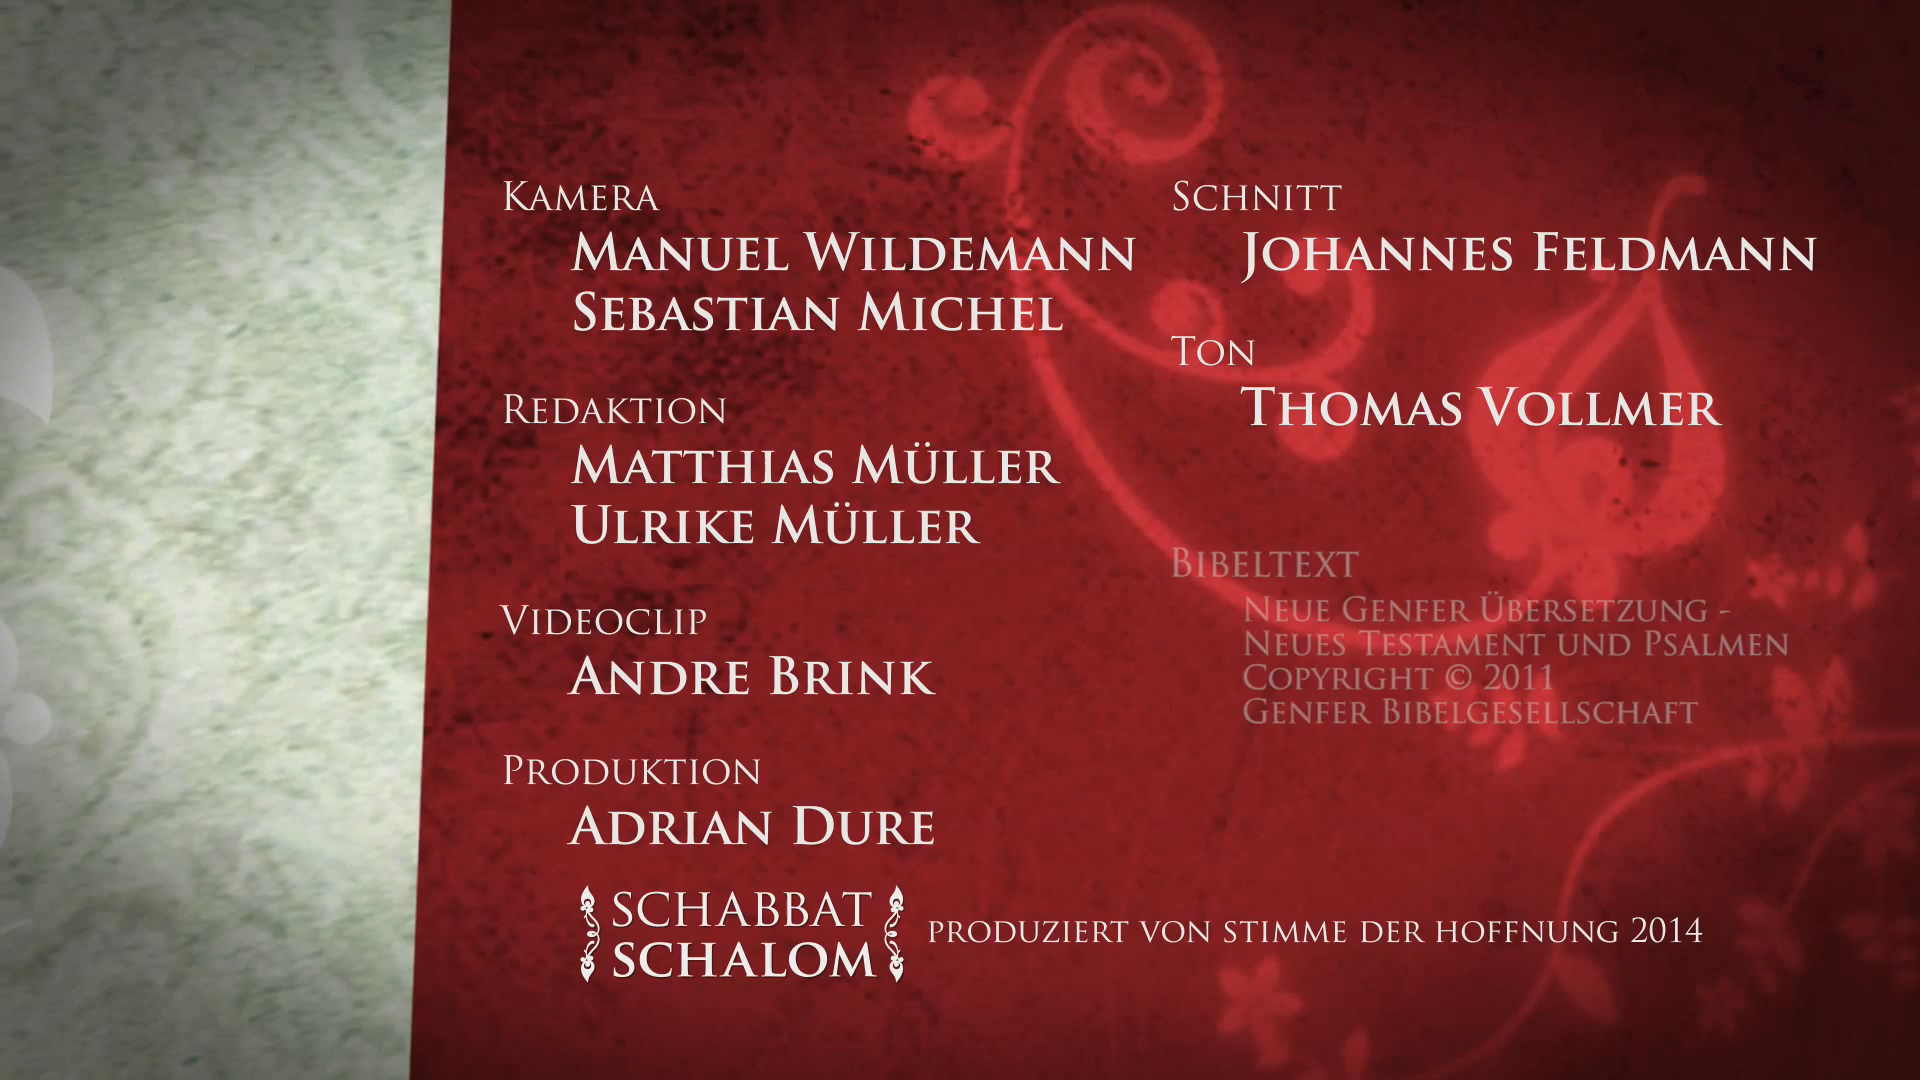 Kamera
Manuel Wildemann
Sebastian Michel
Redaktion
Matthias Müller
Ulrike Müller
Videoclip
Andre Brink
Produktion
Adrian Dure
Schnitt
Johannes Feldmann
Ton
Thomas Vollmer
Bibeltext
Neue Genfer Übersetzung -
Neues Testament und Psalmen
Copyright © 2011
Genfer Bibelgesellschaft
SCHABBAT
SCHALOM
produziert von stimme der hoffnung 2014